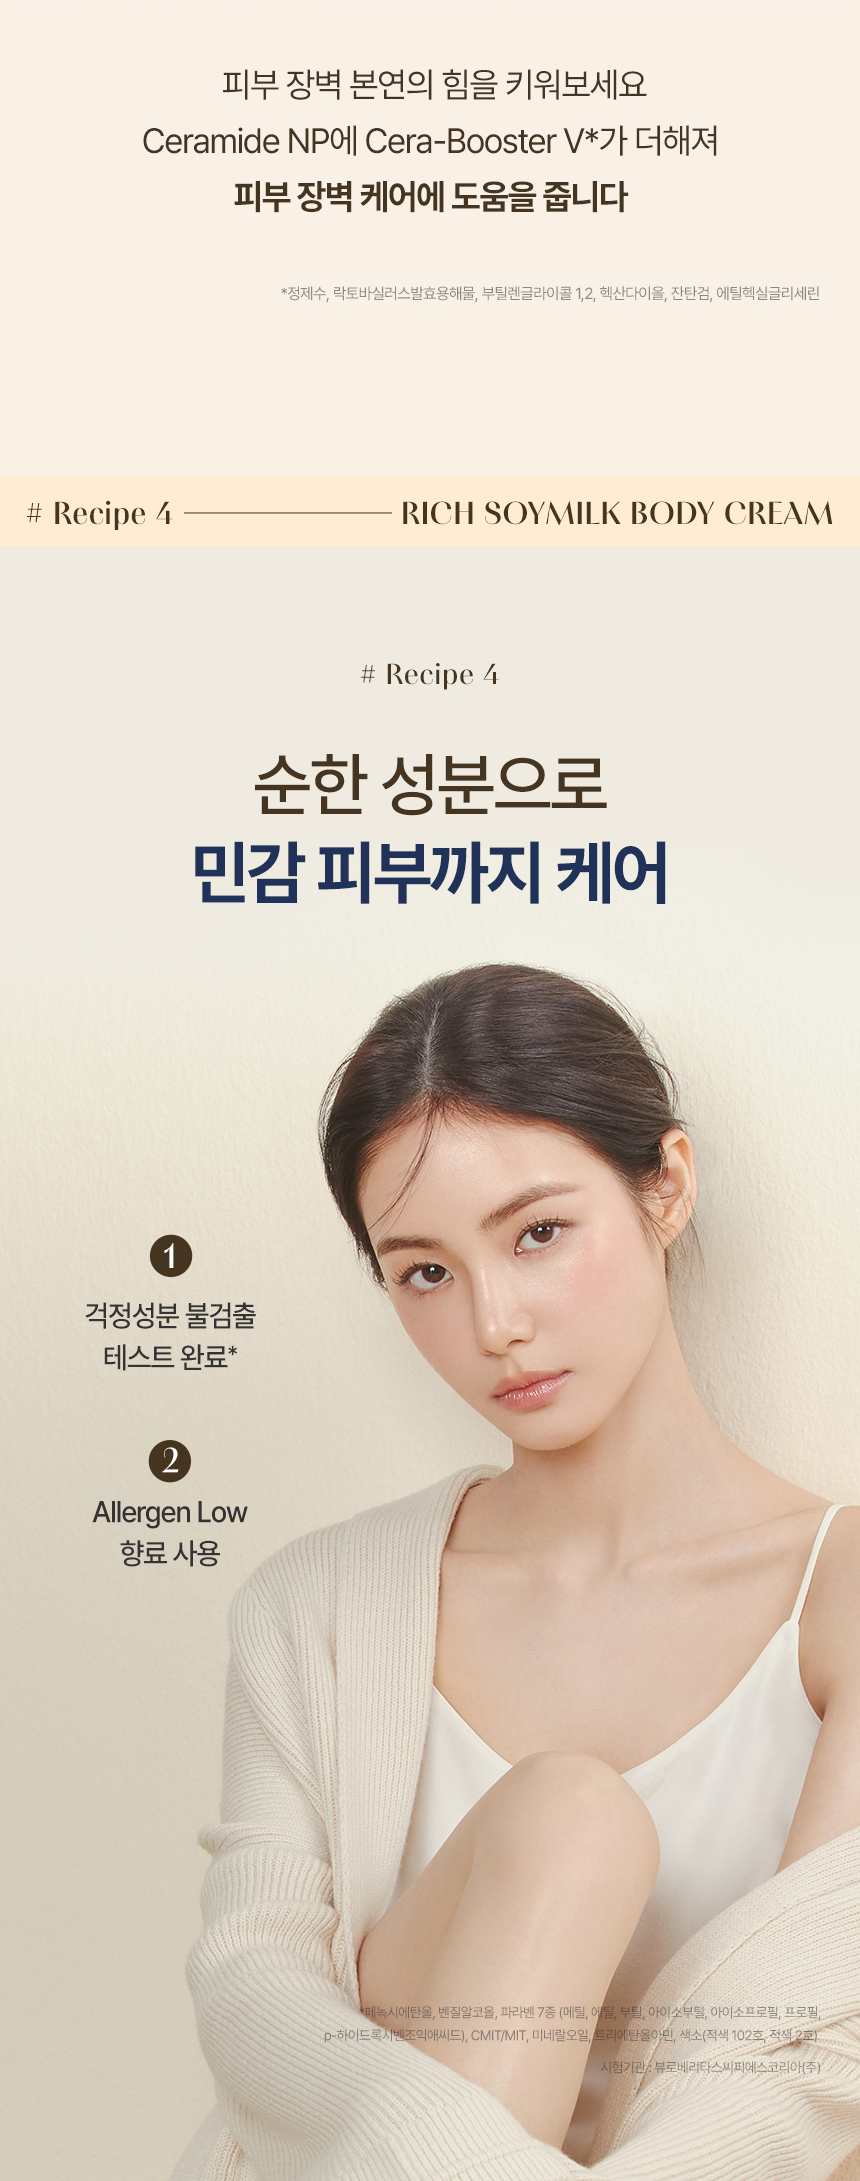 피부 장벽 본연의 힘을 키워보세요
Ceramide NP에 Cera-Booster V*가 더해져
피부 장벽 케어에 도움을 줍니다
*정제수, 락토바실러스발효용해물, 부틸렌글라이콜 1,2, 헥산다이올, 잔탄검, 에틸헥실글리세린
# Recipe 4 RICH SOYMILK BODY CREAM
# Recipe 4
순한 성분으로
민감 피부까지 케어
1
걱정성분 불검출
테스트 완료*
2
Allergen Low
향료 사용
*페녹시에탄올, 벤질알코올, 파라벤 7종 (메틸, 에틸, 부틸, 아이소부틸, 아이소프로필, 프로필,
p-하이드록시벤조익애씨드), CMIT/MIT, 미네랄오일, 트리에탄올아민, 색소(적색 102호, 적색 2호)
시험기관 : 뷰로베리타스씨피에스코리아(주)